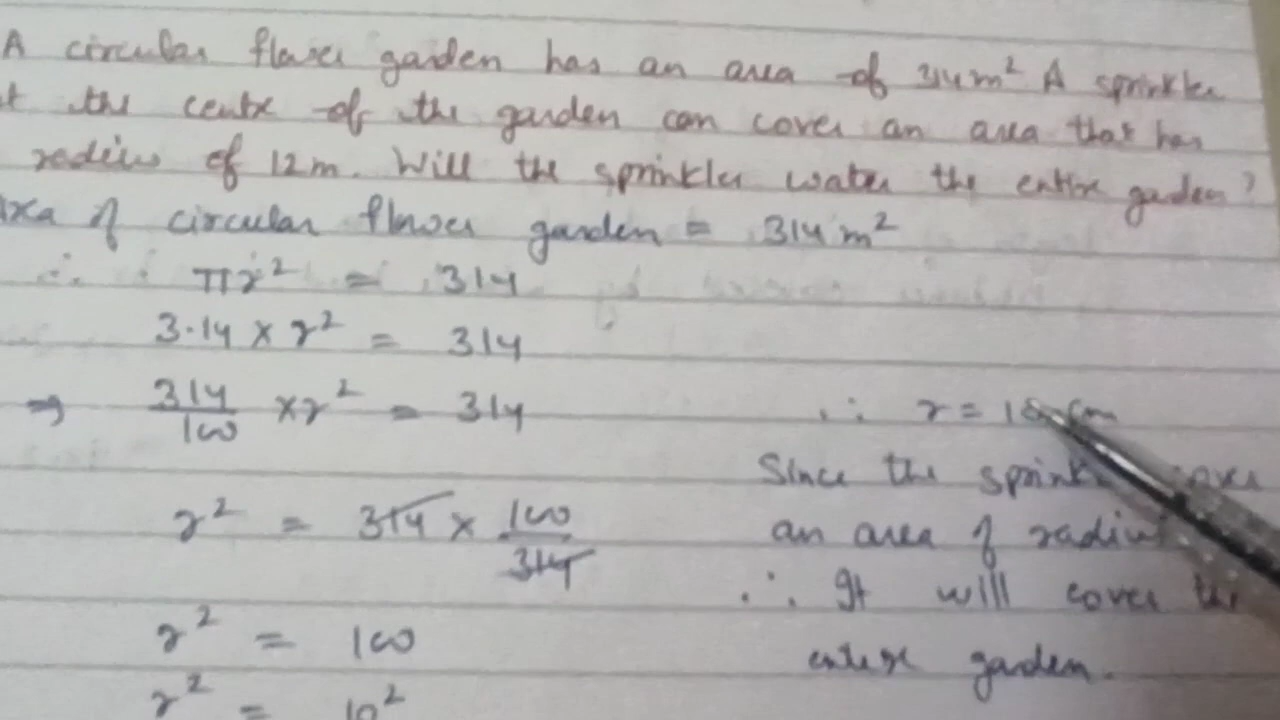 A circular flower garden has an area of 314 m² A sprinkler
at the centre of the garden can cover an area that has
radius of 12 m. Will the sprinkler water the entire garden?
Area of circular flower garden = 314 m²
∴ πr² = 314
3.14 × r² = 314
⇒ 314/100 × r² = 314
r² = 314 × 100/314
r² = 100
r² = 10²
∴ r = 10 cm
Since the
an area of radius
∴ It will cover the
entire garden.